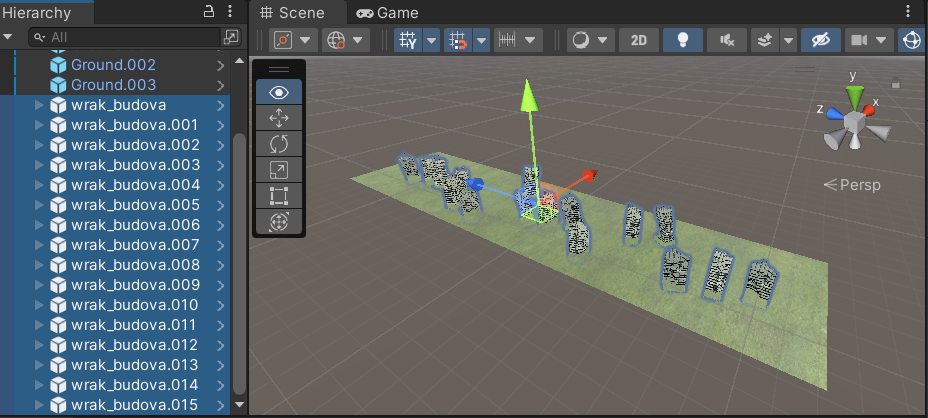 Hierarchy
Scene
Game
All
2D
Ground.002
Ground.003
wrak_budova
wrak_budova.001
wrak_budova.002
wrak_budova.003
wrak_budova.004
wrak_budova.005
wrak_budova.006
wrak_budova.007
wrak_budova.008
wrak_budova.009
wrak_budova.010
wrak_budova.011
wrak_budova.012
wrak_budova.013
wrak_budova.014
wrak_budova.015
y
x
z
Persp